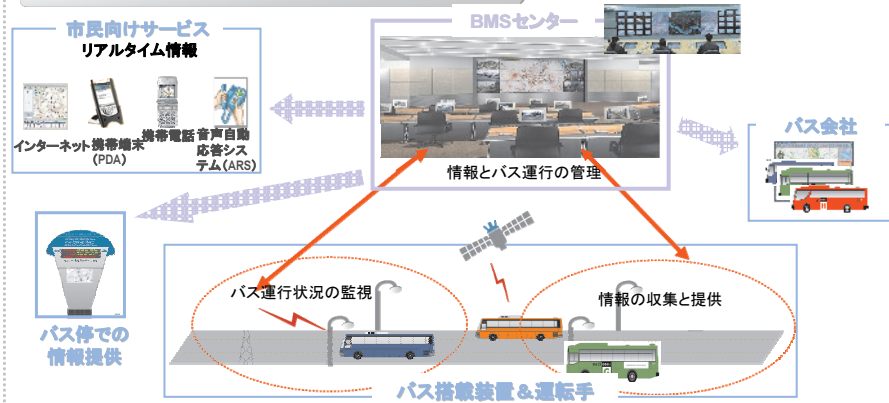 市民向けサービス
リアルタイム情報
インターネット
携帯端末
(PDA)
携帯電話
音声自動
応答シス
テム(ARS)
BMSセンター
情報とバス運行の管理
バス会社
バス停での
情報提供
バス運行状況の監視
情報の収集と提供
バス搭載装置&運転手